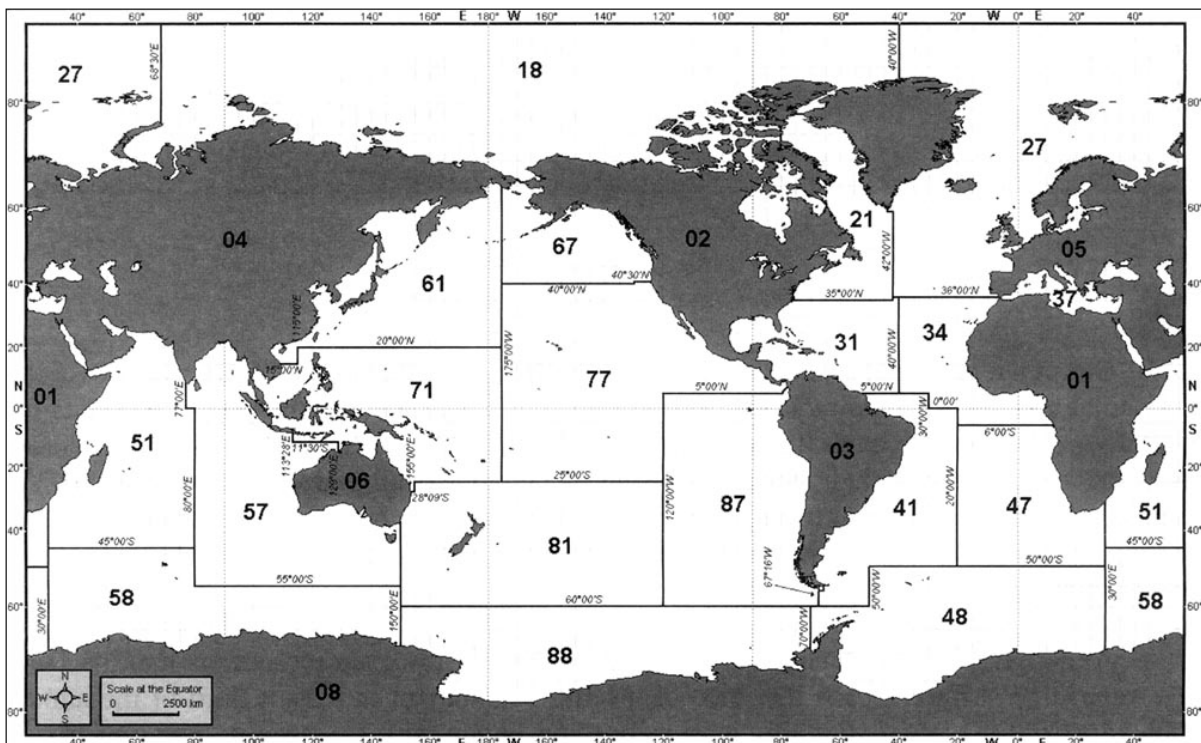 40° 60° 80° 100° 120° 140° 160° E 180° W 160° 140° 120° 100° 80° 60° 40° 20° W 0° E 20° 40°
27
68°30'E
18
40°00'W
80° 80°
27
60° 60°
04
67
02
21
42°00'W
05
61
40°30'N
40° 40°
40°00'N
35°00'N
36°00'N
37
115°00'E
20°00'N
175°00'W
31
40°00'W
34
20° 20°
15°00'N
01
77°00'E
71
77
5°00'N
5°00'N
01
N N
0° 0°
S S
0°00'
30°00'W
6°00'S
51
113°28'E
11°30'S
129°00'E
155°00'E
03
20° 20°
06
28°09'S
25°00'S
80°00'E
57
120°00'W
87
41
20°00'W
47
51
40° 40°
45°00'S
81
45°00'S
55°00'S
67°16'W
50°00'W
50°00'S
30°00'E
58
58
60° 60°
30°00'E
150°00'E
60°00'S
70°00'W
48
88
N
W E
S
Scale at the Equator
0 2500 km
08
80° 80°
40° 60° 80° 100° 120° 140° 160° E 180° W 160° 140° 120° 100° 80° 60° 40° 20° W 0° E 20° 40°